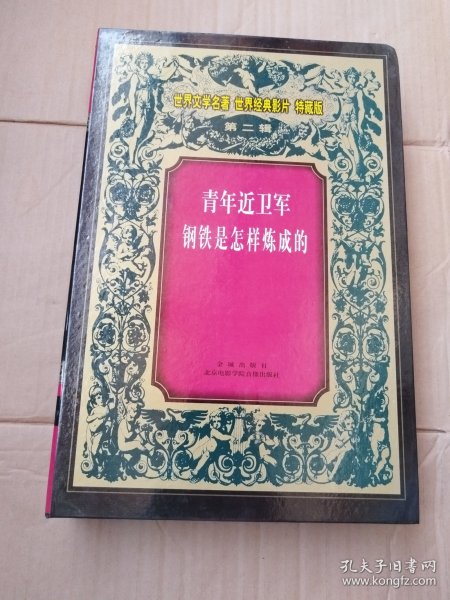 世界文学名著 世界经典影片 特藏版
第二辑
青年近卫军
钢铁是怎样炼成的
金城出版社
北京电影学院音像出版社
孔夫子旧书网
www.kongfz.com